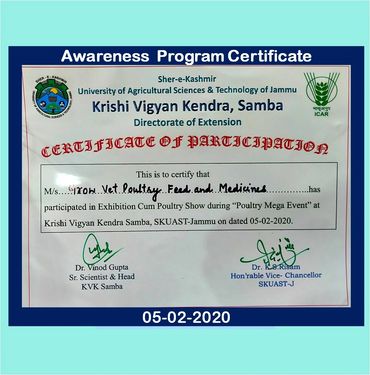 Awareness Program Certificate
Sher-e-Kashmir
University of Agricultural Sciences & Technology of Jammu
Krishi Vigyan Kendra, Samba
Directorate of Extension
ICAR
CERTIFICATE OF PARTICIPATION
This is to certify that
M/s.... Vet Poultry Feed and Medicines...............has
participated in Exhibition Cum Poultry Show during "Poultry Mega Event" at
Krishi Vigyan Kendra Samba, SKUAST-Jammu on dated 05-02-2020.
Dr. Vinod Gupta
Sr. Scientist & Head
KVK Samba
Dr. K.S.Risam
Hon'rable Vice- Chancellor
SKUAST-J
05-02-2020